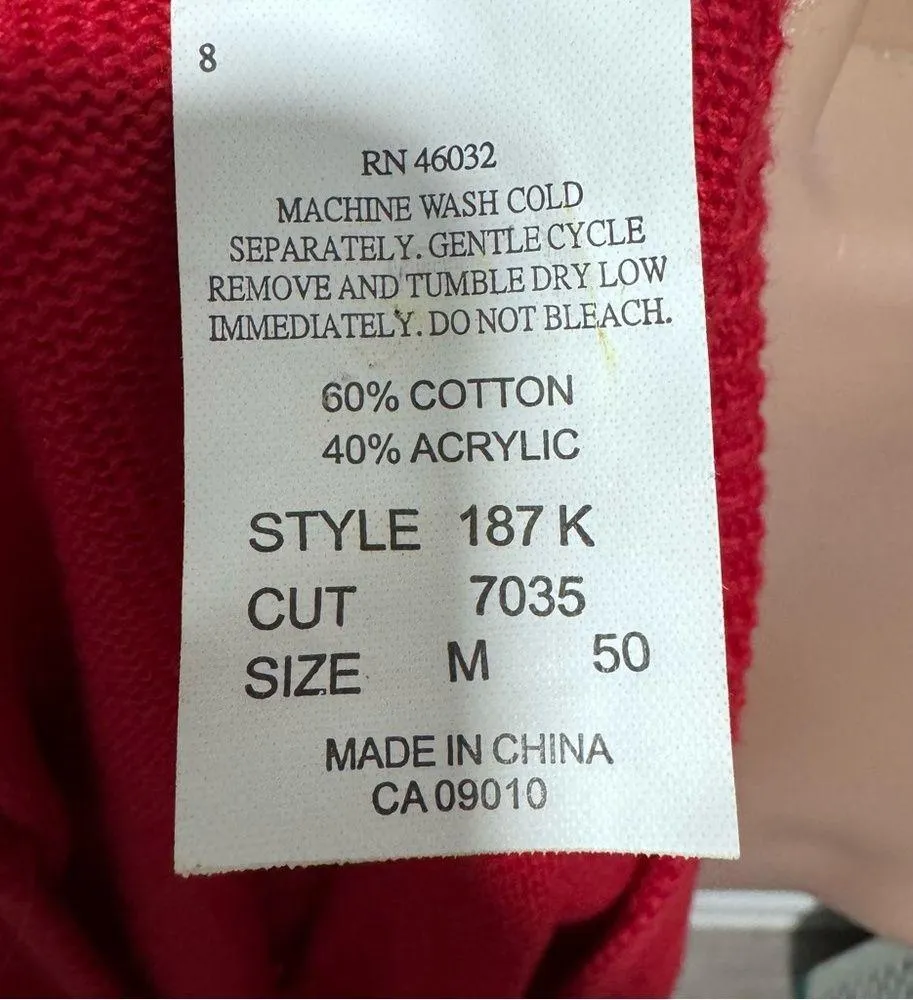 8
RN 46032
MACHINE WASH COLD
SEPARATELY. GENTLE CYCLE
REMOVE AND TUMBLE DRY LOW
IMMEDIATELY. DO NOT BLEACH.
60% COTTON
40% ACRYLIC
STYLE 187 K
CUT 7035
SIZE M 50
MADE IN CHINA
CA 09010